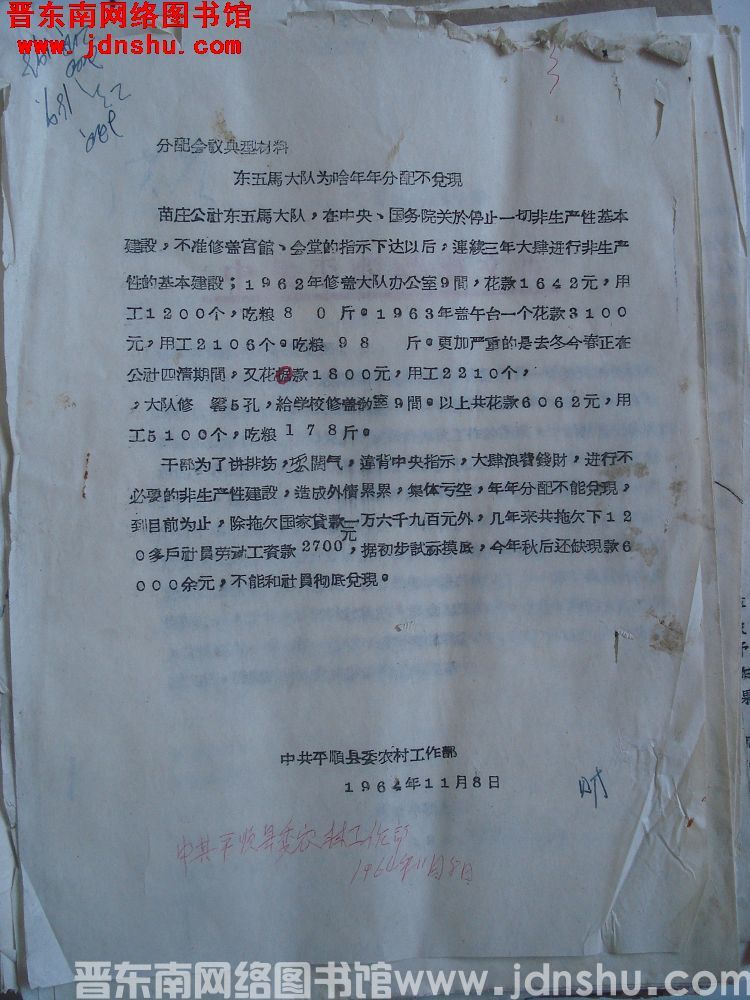 晋东南网络图书馆
www.jdnshu.com
分配会议典型材料
东五馬大队为啥年年分配不兌現
苗庄公社东五馬大队，在中央、国务院关於停止一切非生产性基本
建設，不准修盖官館、会堂的指示下达以后，連續三年大肆进行非生产
性的基本建設；1962年修盖大队办公室9間，花款1642元，用
工1200个，吃粮80斤。1963年盖午台一个花款3100
元，用工2106个。吃粮98斤。更加严重的是去冬今春正在
公社四清期間，又花款1800元，用工2210个，
，大队修 窑5孔，給学校修盖教室9間。以上共花款6062元，用
工5100个，吃粮178斤。
干部为了讲排场，耍闊气，違背中央指示，大肆浪費錢財，进行不
必要的非生产性建設，造成外債累累，集体亏空，年年分配不能兌現，
到目前为止，除拖欠国家貸款一万六千九百元外，几年来共拖欠下12
0多戶社員劳动工資款2700元，据初步試标摸底，今年秋后还缺現款6
000余元，不能和社員彻底兌現。
中共平順县委农村工作部
1964年11月8日
财
中共平顺县委农村工作部
1964年11月8日
晋东南网络图书馆www.jdnshu.com